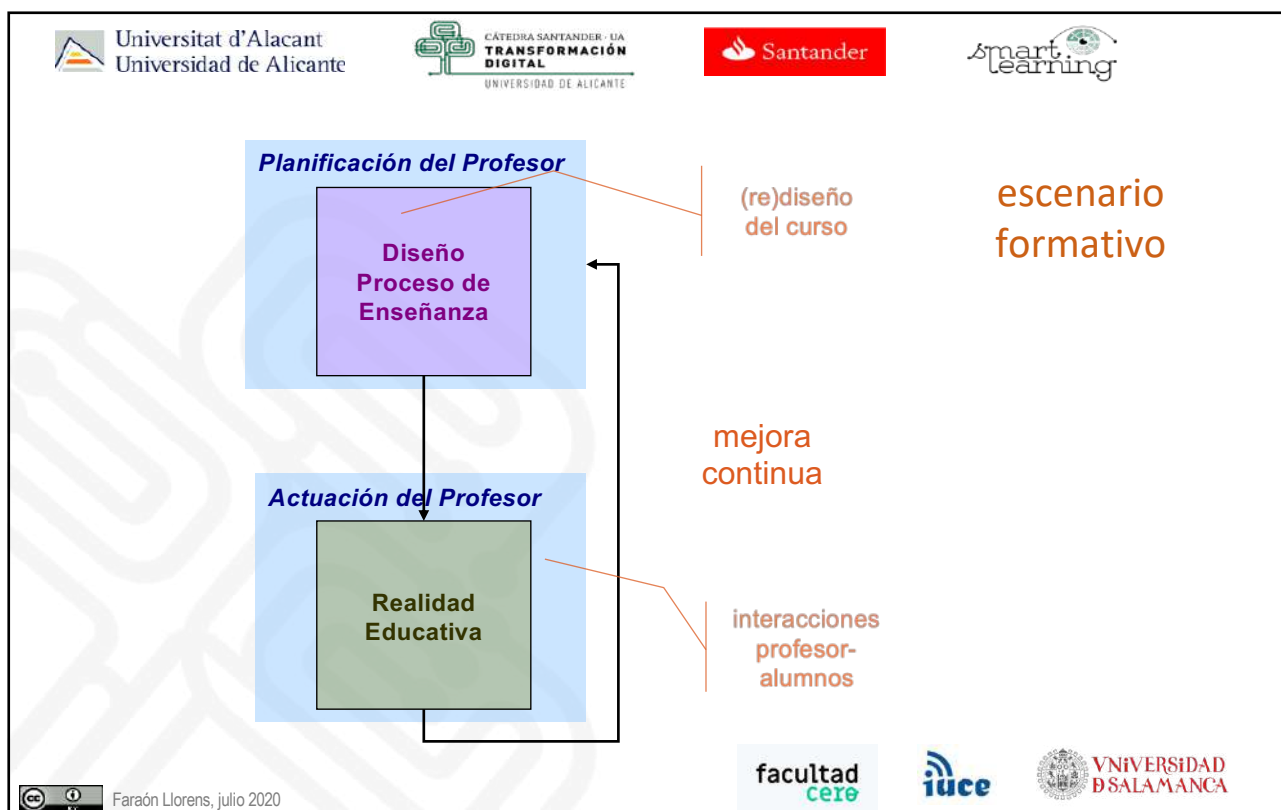 Universitat d'Alacant
Universidad de Alicante
CÁTEDRA SANTANDER · UA
TRANSFORMACIÓN
DIGITAL
UNIVERSIDAD DE ALICANTE
Santander
smart
learning
Planificación del Profesor
Diseño
Proceso de
Enseñanza
(re)diseño
del curso
escenario
formativo
mejora
continua
Actuación del Profesor
Realidad
Educativa
interacciones
profesor-
alumnos
facultad
cero
iuce
VNiVERSiDAD
D SALAMANCA
cc
Faraón Llorens, julio 2020